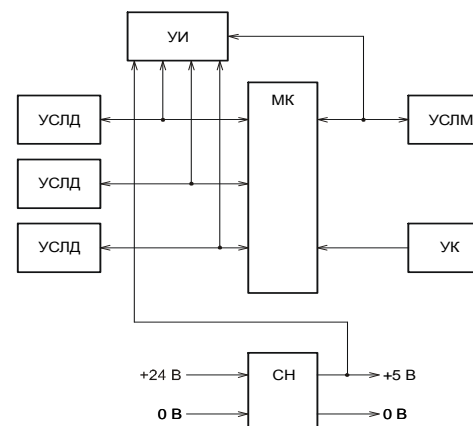 УИ
МК
УСЛД
УСЛМ
УСЛД
УСЛД
УК
+24 В
СН
+5 В
0 В
0 В